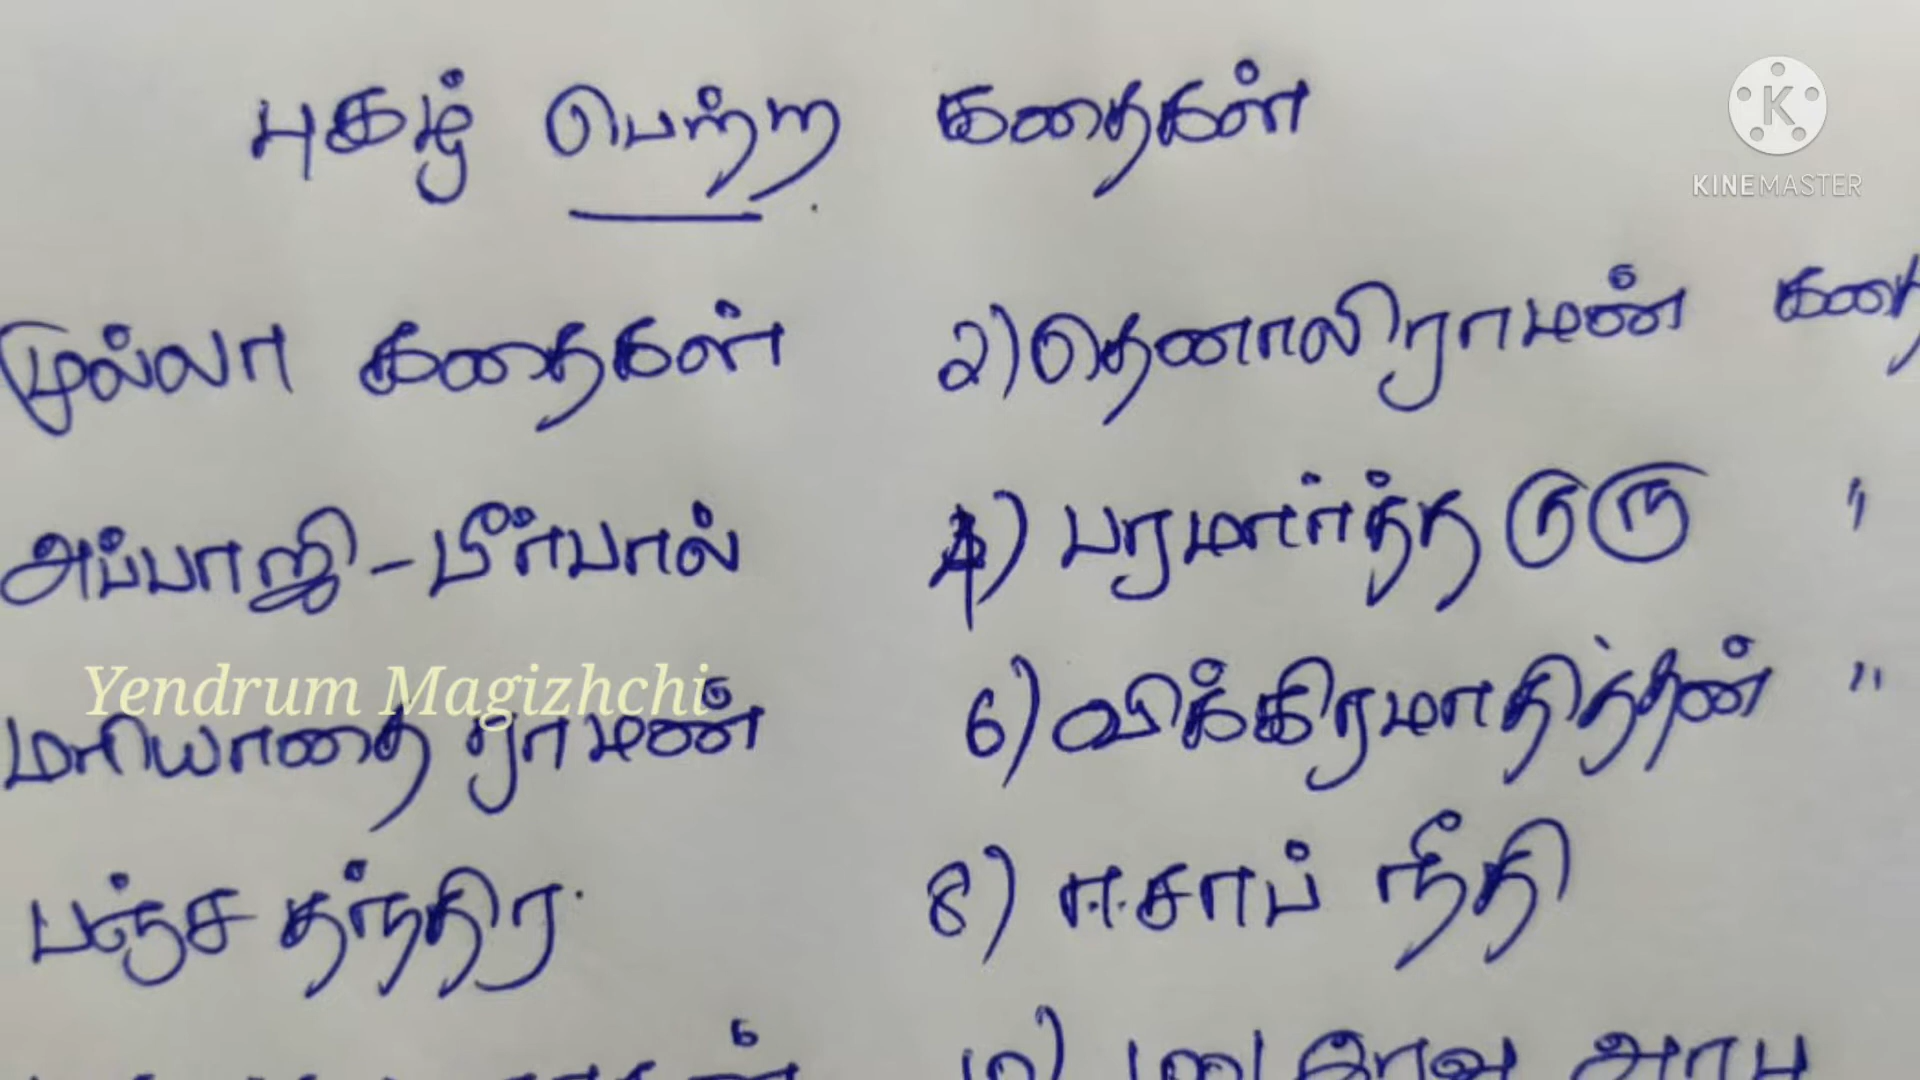 புகழ் பெற்ற கதைகள்
KINEMASTER
முல்லா கதைகள் 2) தெனாலிராமன்
அப்பாஜி - பீர்பால் 4) பரமார்த்த குரு "
Yendrum Magizhchi
மரியாதை ராமன் 6) விக்கிரமாதித்தன் "
பஞ்ச தந்திர 8) ஈசாப் நீதி